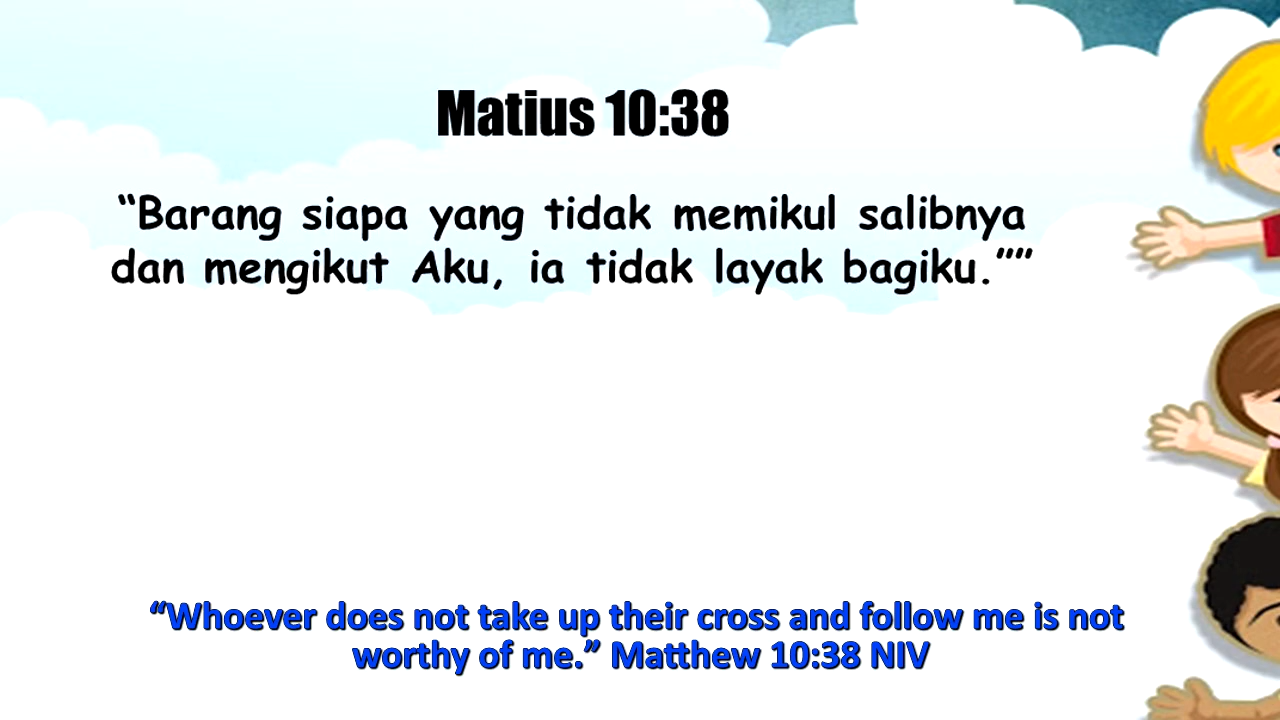 Matius 10:38
“Barang siapa yang tidak memikul salibnya
dan mengikut Aku, ia tidak layak bagiku.””
“Whoever does not take up their cross and follow me is not
worthy of me.” Matthew 10:38 NIV